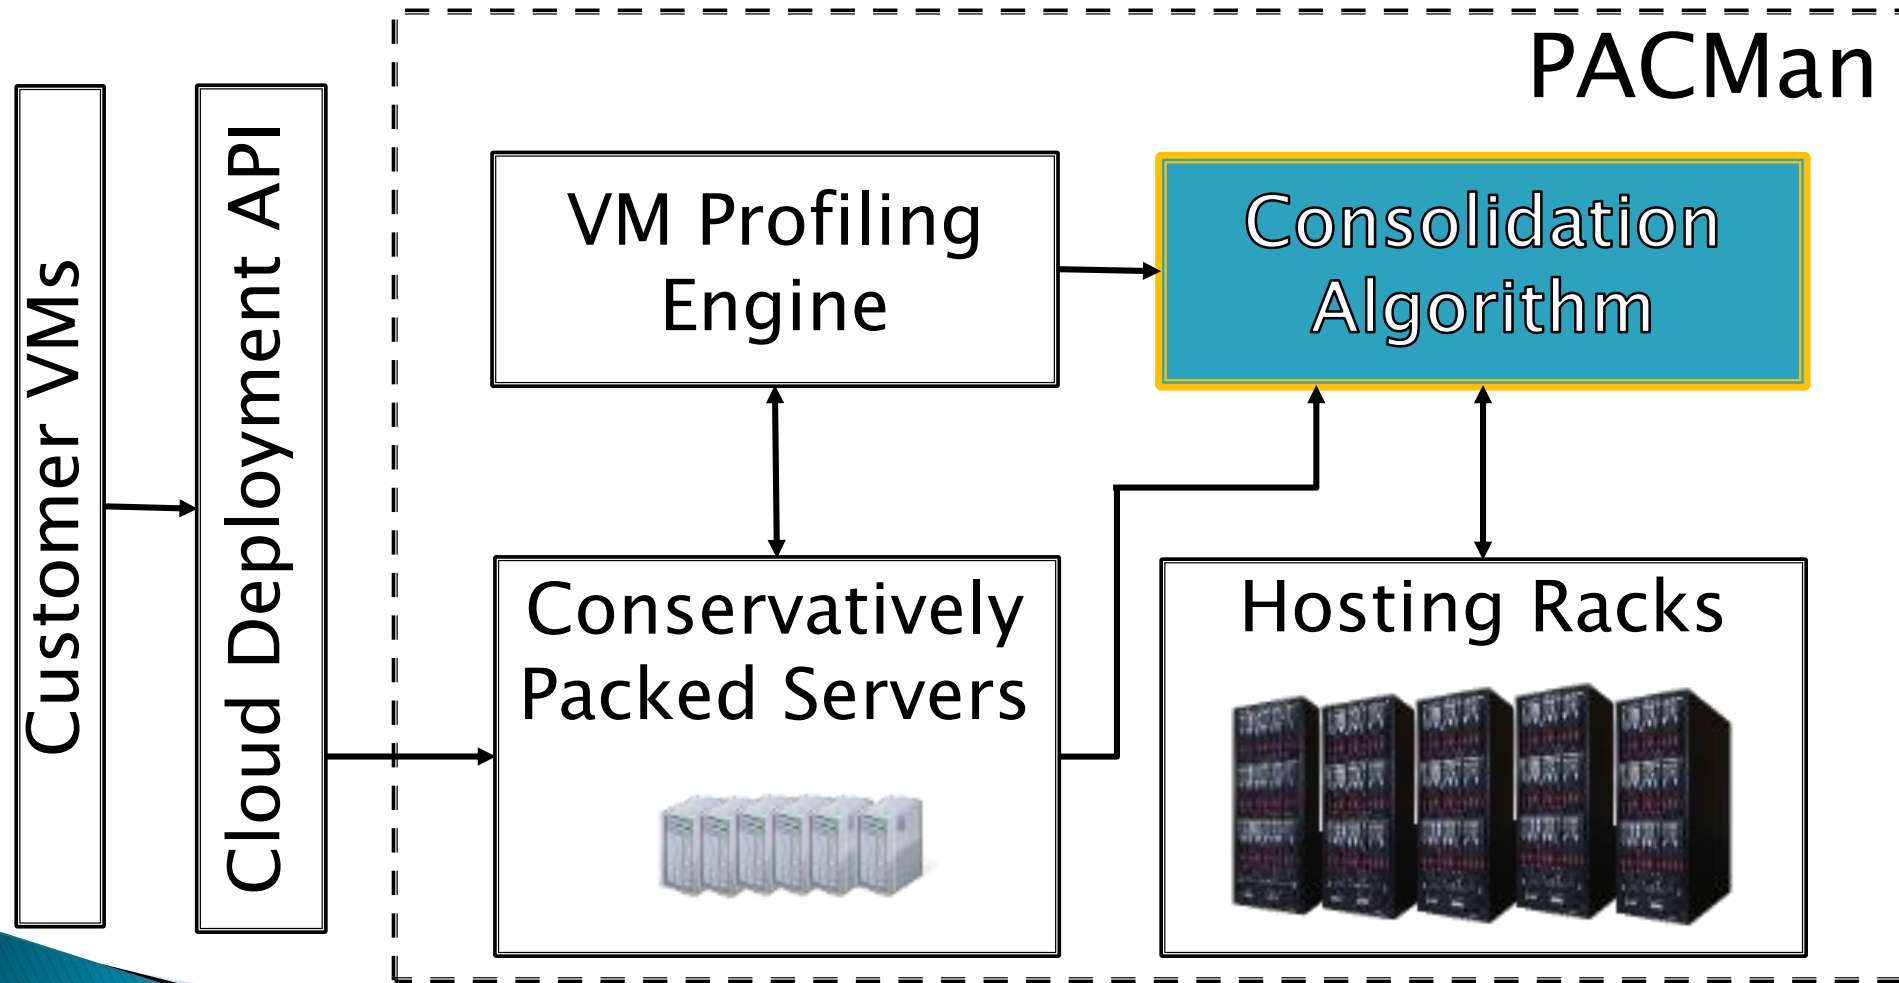 PACMan
Customer VMs
Cloud Deployment API
VM Profiling
Engine
Consolidation
Algorithm
Conservatively
Packed Servers
Hosting Racks